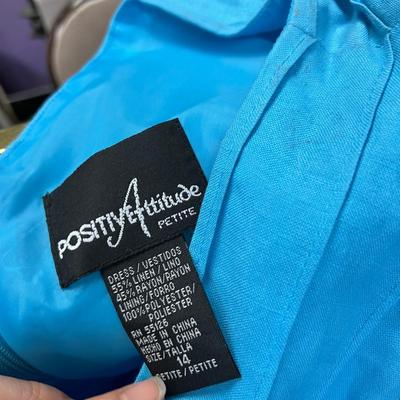 POSITIVE Attitude
PETITE
DRESS/VESTIDOS
55% LINEN/LINO
45% RAYON/RAYON
LINING/FORRO
100% POLYESTER/
POLIESTER
RN 55126
MADE IN CHINA
HECHO EN CHINA
SIZE/TALLA
14
PETITE/PETITE